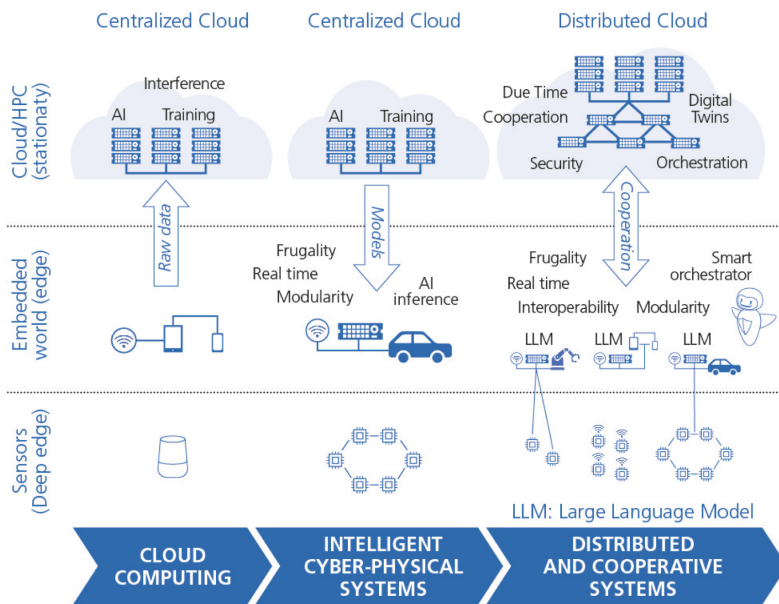 Centralized Cloud
Centralized Cloud
Distributed Cloud
Cloud/HPC
(stationaty)
Interference
AI
Training
AI
Training
Due Time
Cooperation
Digital
Twins
Security
Orchestration
Raw data
Models
Cooperation
Embedded
world (edge)
Frugality
Real time
Modularity
AI
inference
Frugality
Real time
Interoperability
Modularity
Smart
orchestrator
LLM
LLM
LLM
Sensors
(Deep edge)
LLM: Large Language Model
CLOUD
COMPUTING
INTELLIGENT
CYBER-PHYSICAL
SYSTEMS
DISTRIBUTED
AND COOPERATIVE
SYSTEMS